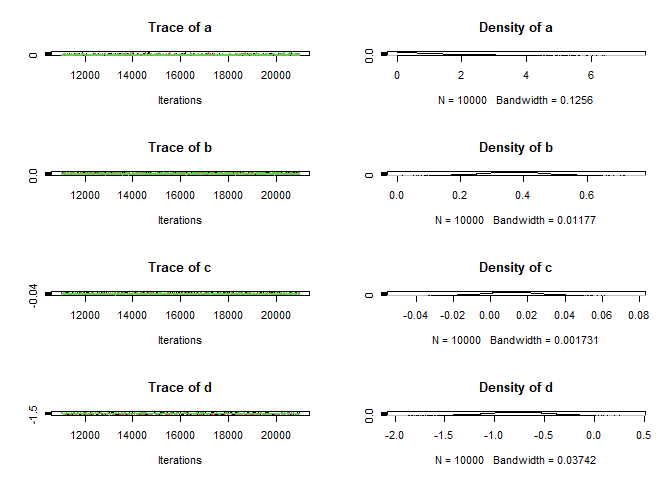 Trace of a
0
12000 14000 16000 18000 20000
Iterations
Density of a
0.0
0 2 4 6
N = 10000 Bandwidth = 0.1256
Trace of b
0.0
12000 14000 16000 18000 20000
Iterations
Density of b
0
0.0 0.2 0.4 0.6
N = 10000 Bandwidth = 0.01177
Trace of c
-0.04
12000 14000 16000 18000 20000
Iterations
Density of c
0
-0.04 -0.02 0.00 0.02 0.04 0.06 0.08
N = 10000 Bandwidth = 0.001731
Trace of d
-1.5
12000 14000 16000 18000 20000
Iterations
Density of d
0.0
-2.0 -1.5 -1.0 -0.5 0.0 0.5
N = 10000 Bandwidth = 0.03742